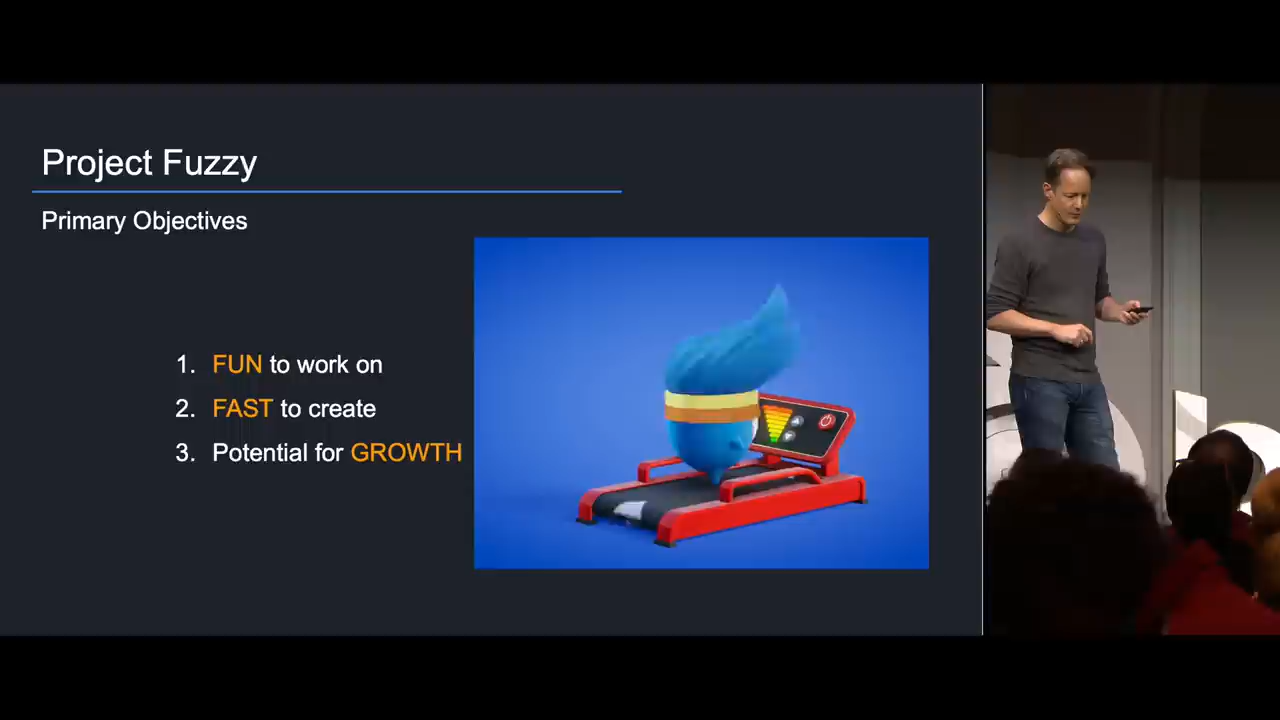 Project Fuzzy
Primary Objectives
1. FUN to work on
2. FAST to create
3. Potential for GROWTH